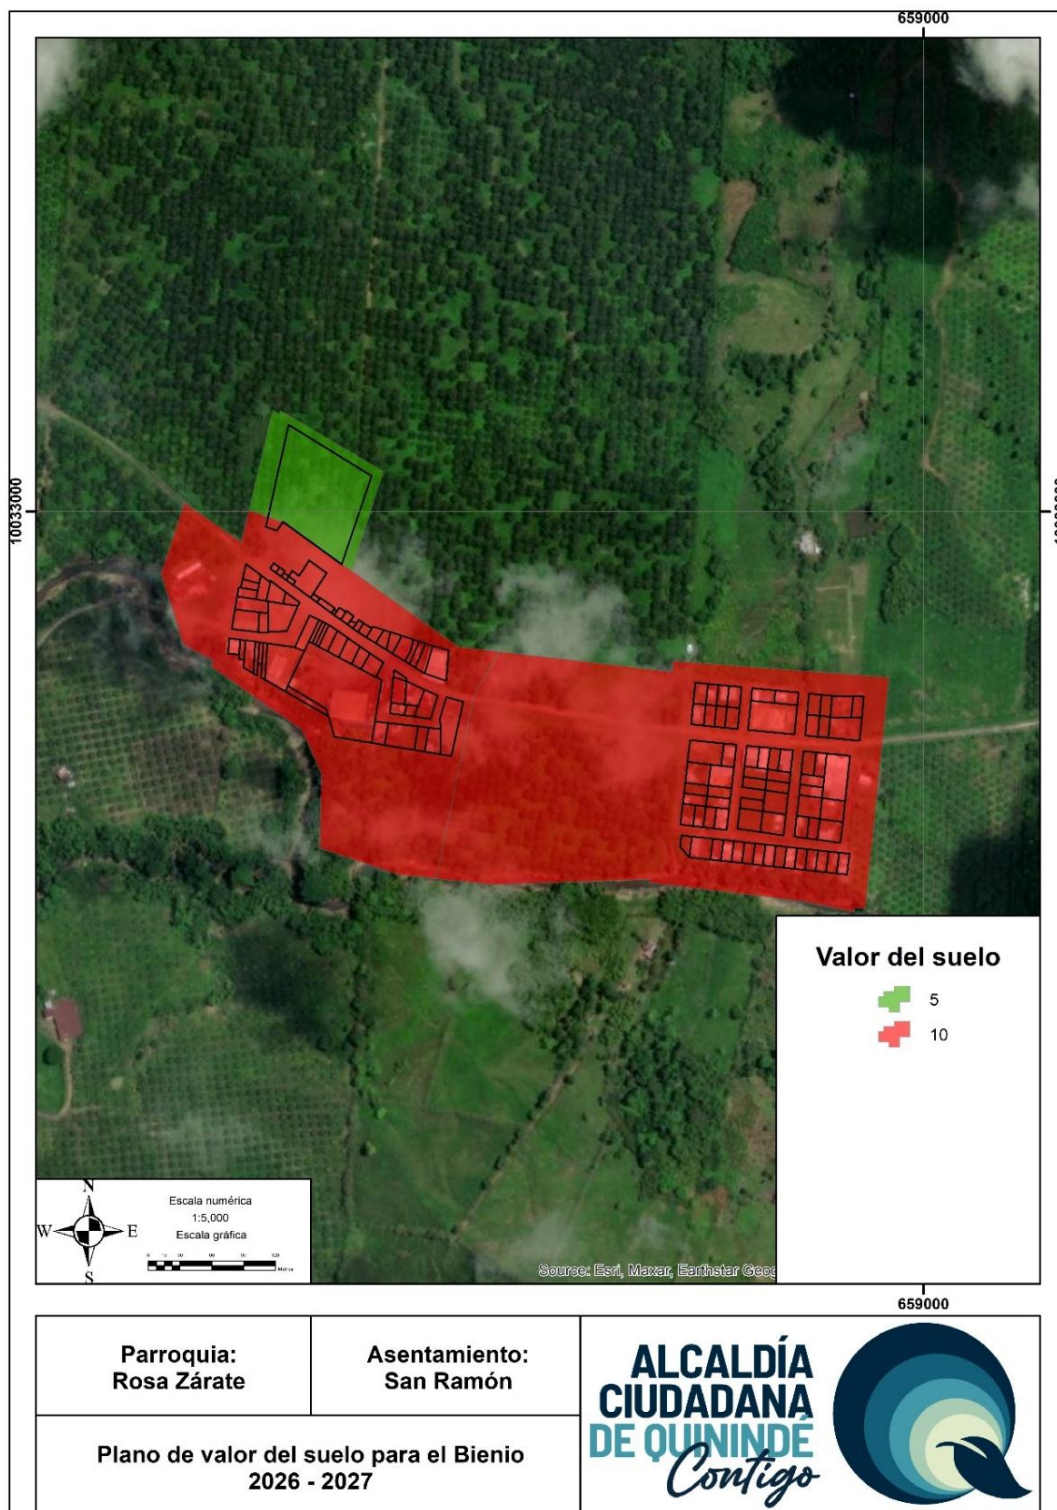 659000
10033000
Valor del suelo
5
10
N
W
E
S
Escala numérica
1:5,000
Escala gráfica
Source: Esri, Maxar, Earthstar Geog
659000
Parroquia:
Rosa Zárate
Asentamiento:
San Ramón
Plano de valor del suelo para el Bienio
2026 - 2027
ALCALDÍA
CIUDADANA
DE QUININDÉ
Contigo